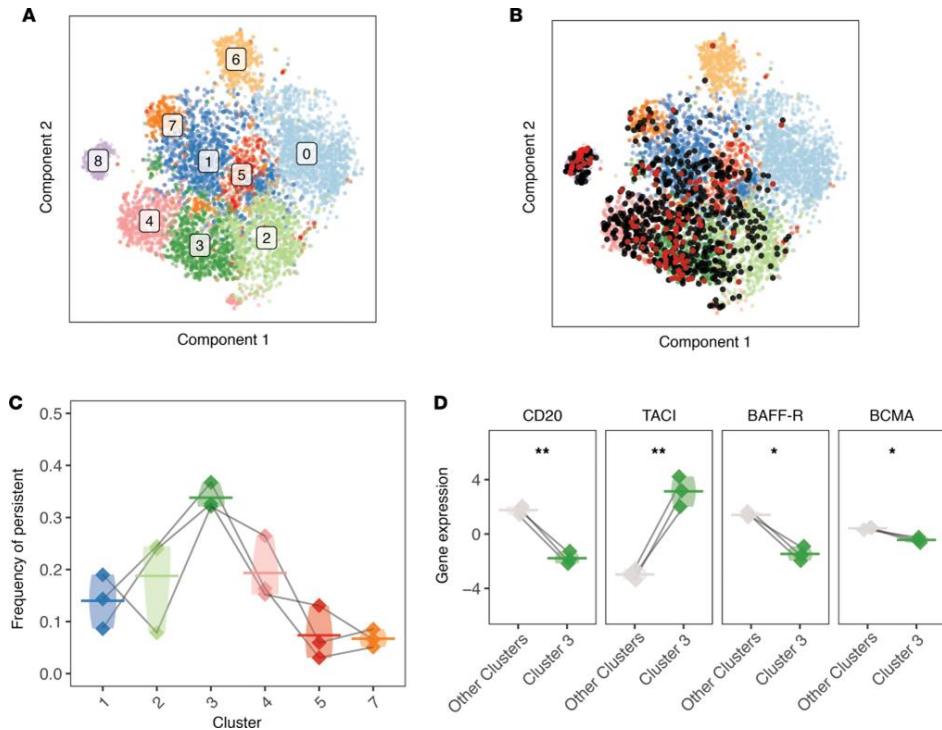 A
6
7
0
8
1
5
4
3
2
Component 2
Component 1
B
Component 2
Component 1
C
0.5
0.4
0.3
0.2
0.1
0.0
Frequency of persistent
1 2 3 4 5 7
Cluster
D
CD20 TACI BAFF-R BCMA
** ** * *
4
0
−4
Gene expression
Other Clusters Cluster 3 Other Clusters Cluster 3 Other Clusters Cluster 3 Other Clusters Cluster 3